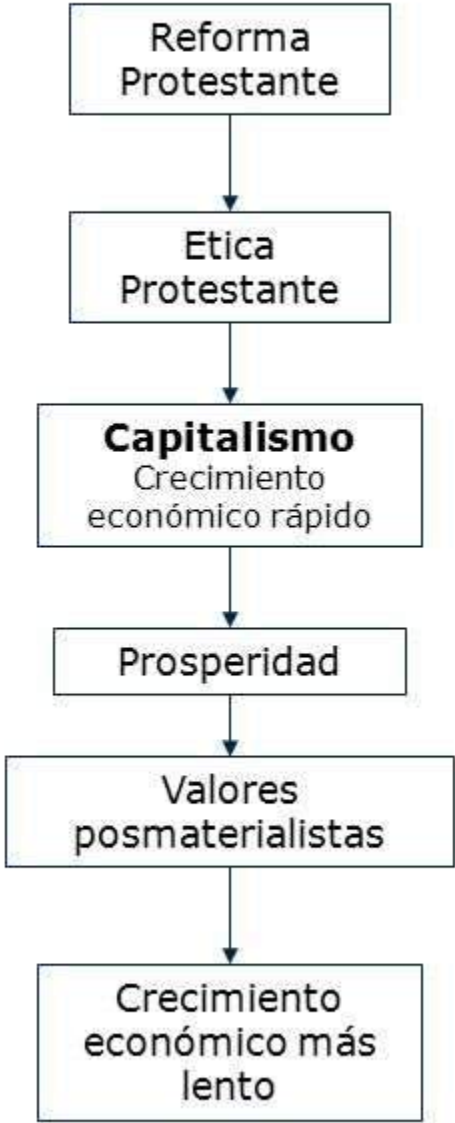 Reforma
Protestante
Etica
Protestante
Capitalismo
Crecimiento
económico rápido
Prosperidad
Valores
posmaterialistas
Crecimiento
económico más
lento